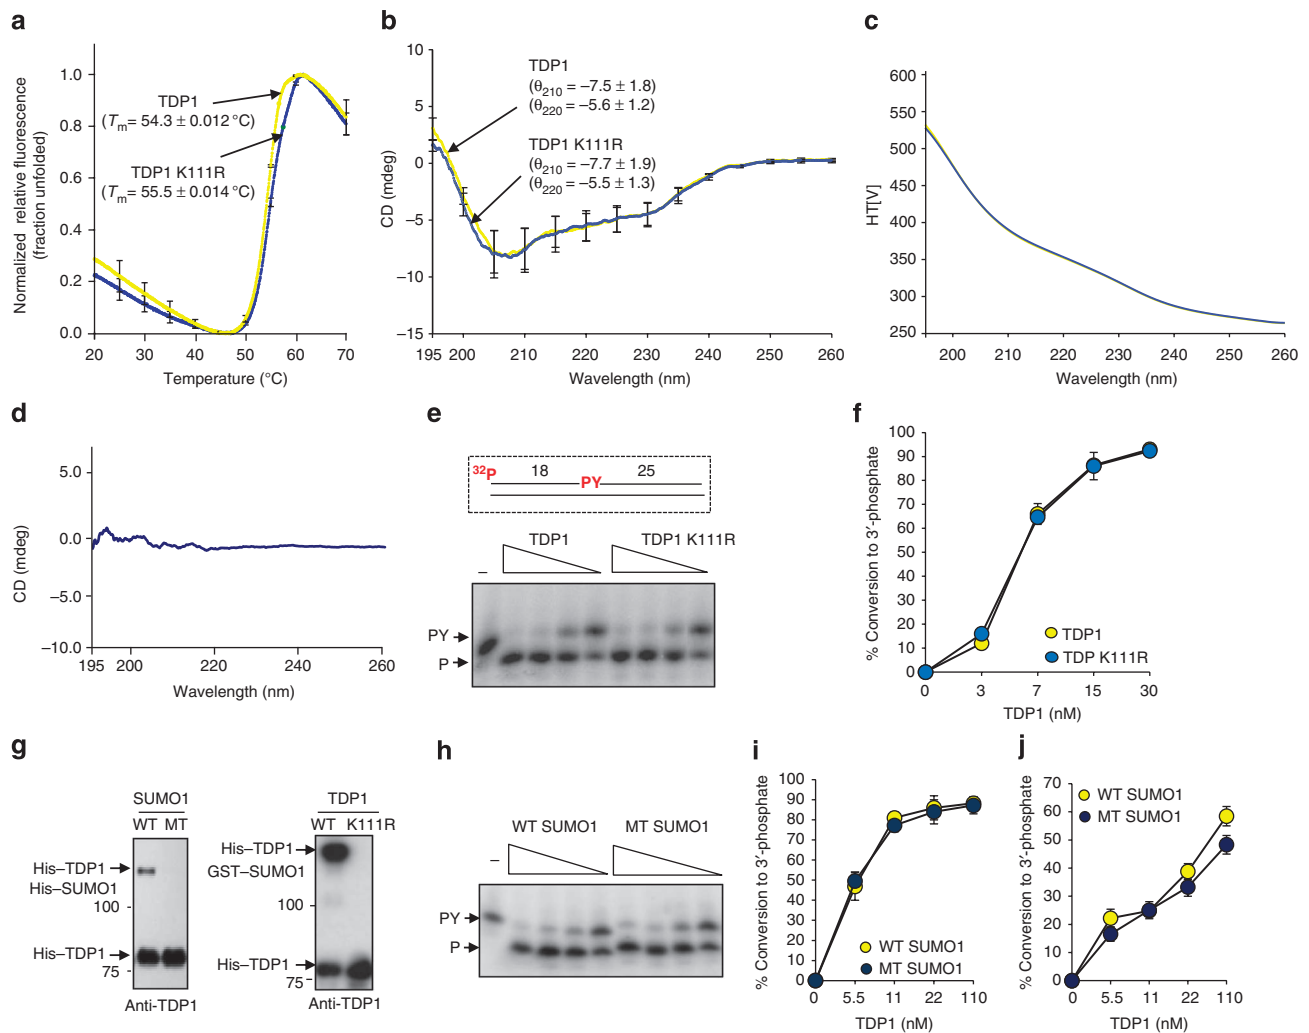 a
Normalized relative fluorescence
(fraction unfolded)
1.0
0.8
0.6
0.4
0.2
0.0
20 30 40 50 60 70
Temperature (°C)
TDP1
(Tm = 54.3 ± 0.012 °C)
TDP1 K111R
(Tm = 55.5 ± 0.014 °C)
b
CD (mdeg)
10
5
0
−5
−10
−15
195 200 210 220 230 240 250 260
Wavelength (nm)
TDP1
(θ210 = −7.5 ± 1.8)
(θ220 = −5.6 ± 1.2)
TDP1 K111R
(θ210 = −7.7 ± 1.9)
(θ220 = −5.5 ± 1.3)
c
HT[V]
600
550
500
450
400
350
300
250
200 210 220 230 240 250 260
Wavelength (nm)
d
CD (mdeg)
5.0
0.0
−5.0
−10.0
195 200 220 240 260
Wavelength (nm)
e
32P 18 PY 25
TDP1 TDP1 K111R
–
PY
P
f
% Conversion to 3′-phosphate
100
90
80
70
60
50
40
30
20
10
0
0 3 7 15 30
TDP1 (nM)
TDP1
TDP K111R
g
SUMO1
WT MT
His–TDP1
His–SUMO1
100
His–TDP1
75
Anti-TDP1
TDP1
WT K111R
His–TDP1
GST–SUMO1
100
His–TDP1
75
Anti-TDP1
h
WT SUMO1 MT SUMO1
–
PY
P
i
% Conversion to 3′-phosphate
100
90
80
70
60
50
40
30
20
10
0
0 5.5 11 22 110
TDP1 (nM)
WT SUMO1
MT SUMO1
j
% Conversion to 3′-phosphate
70
60
50
40
30
20
10
0
0 5.5 11 22 110
TDP1 (nM)
WT SUMO1
MT SUMO1